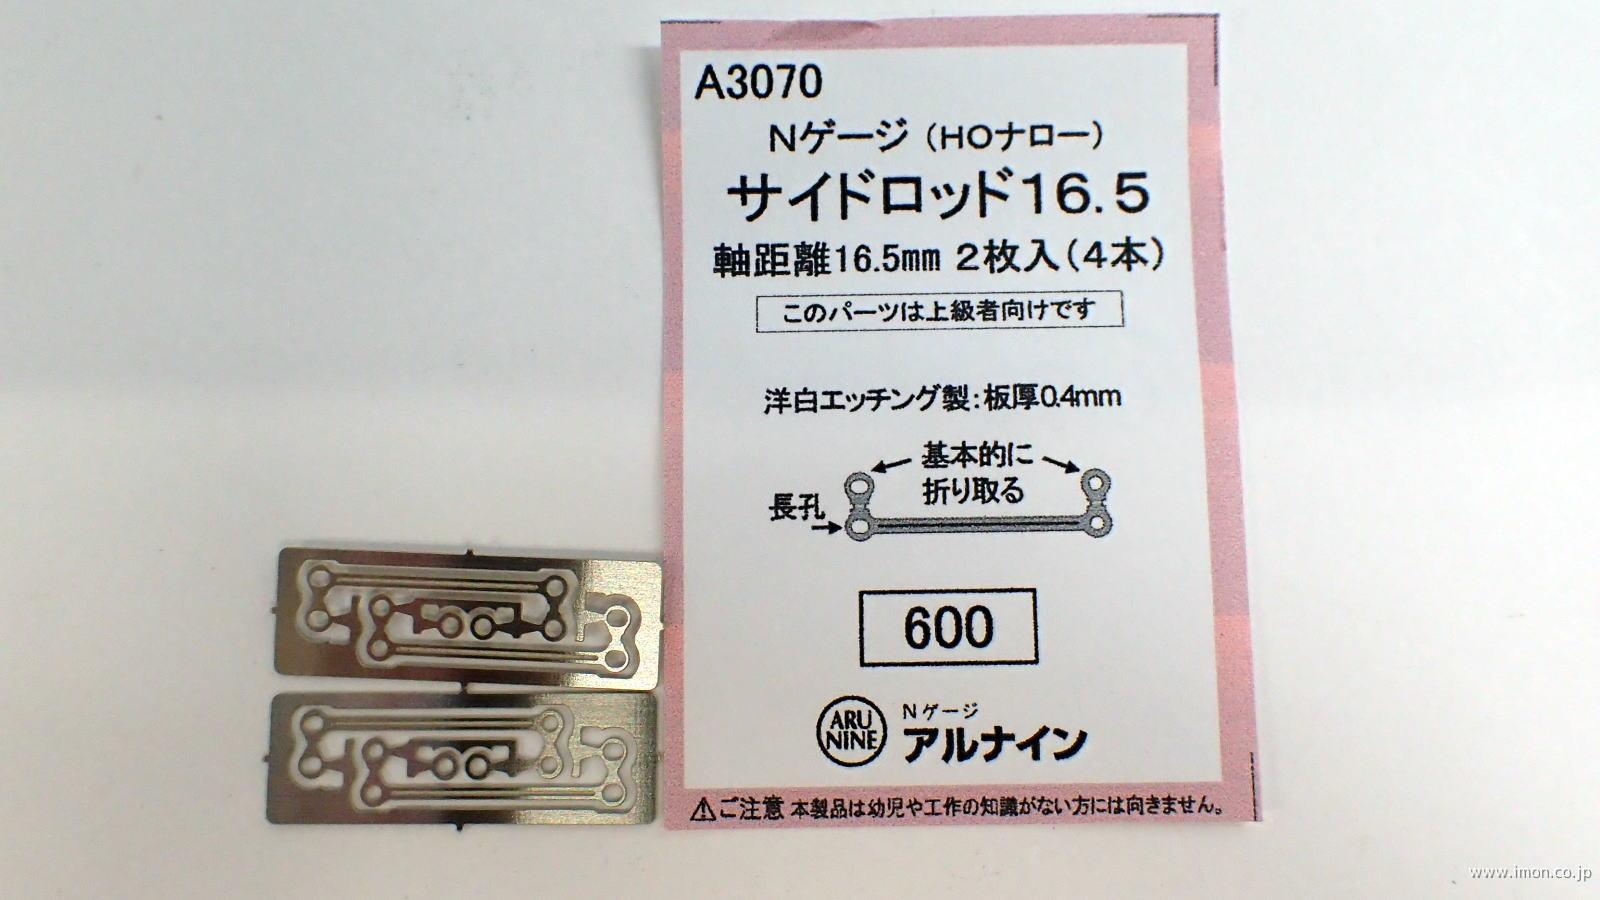 A3070
Nゲージ（HOナロー）
サイドロッド16.5
軸距離16.5mm 2枚入（4本）
このパーツは上級者向けです
洋白エッチング製：板厚0.4mm
基本的に
折り取る
長孔
600
ARU
NINE
Nゲージ
アルナイン
⚠ご注意 本製品は幼児や工作の知識がない方には向きません。
www.imon.co.jp